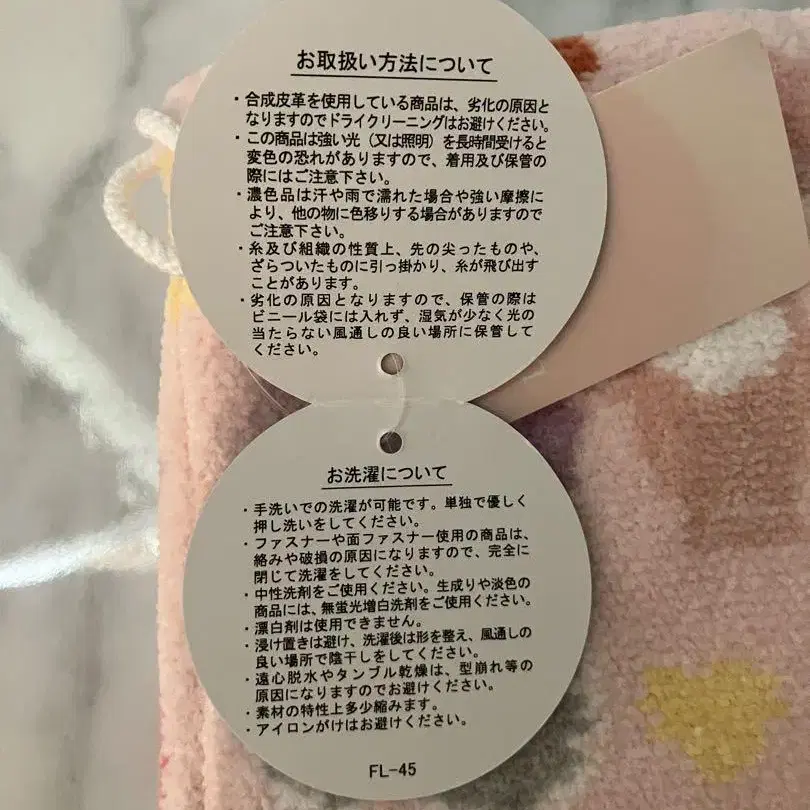 お取扱い方法について
・合成皮革を使用している商品は、劣化の原因と
なりますのでドライクリーニングはお避けください。
・この商品は強い光（又は照明）を長時間受けると
変色の恐れがありますので、着用及び保管の
際にはご注意下さい。
・濃色品は汗や雨で濡れた場合や強い摩擦に
より、他の物に色移りする場合がありますので
ご注意下さい。
・糸及び組織の性質上、先の尖ったものや、
ざらついたものに引っ掛かり、糸が飛び出す
ことがあります。
・劣化の原因となりますので、保管の際は
ビニール袋には入れず、湿気が少なく光の
当たらない風通しの良い場所に保管して
ください。
お洗濯について
・手洗いでの洗濯が可能です。単独で優しく
押し洗いをしてください。
・ファスナーや面ファスナー使用の商品は、
絡みや破損の原因になりますので、完全に
閉じて洗濯をしてください。
・中性洗剤をご使用ください。生成りや淡色の
商品には、無蛍光増白洗剤をご使用ください。
・漂白剤は使用できません。
・浸け置きは避け、洗濯後は形を整え、風通しの
良い場所で陰干しをしてください。
・遠心脱水やタンブル乾燥は、型崩れ等の
原因になりますのでお避けください。
・素材の特性上多少縮みます。
・アイロンがけはお避けください。
FL-45